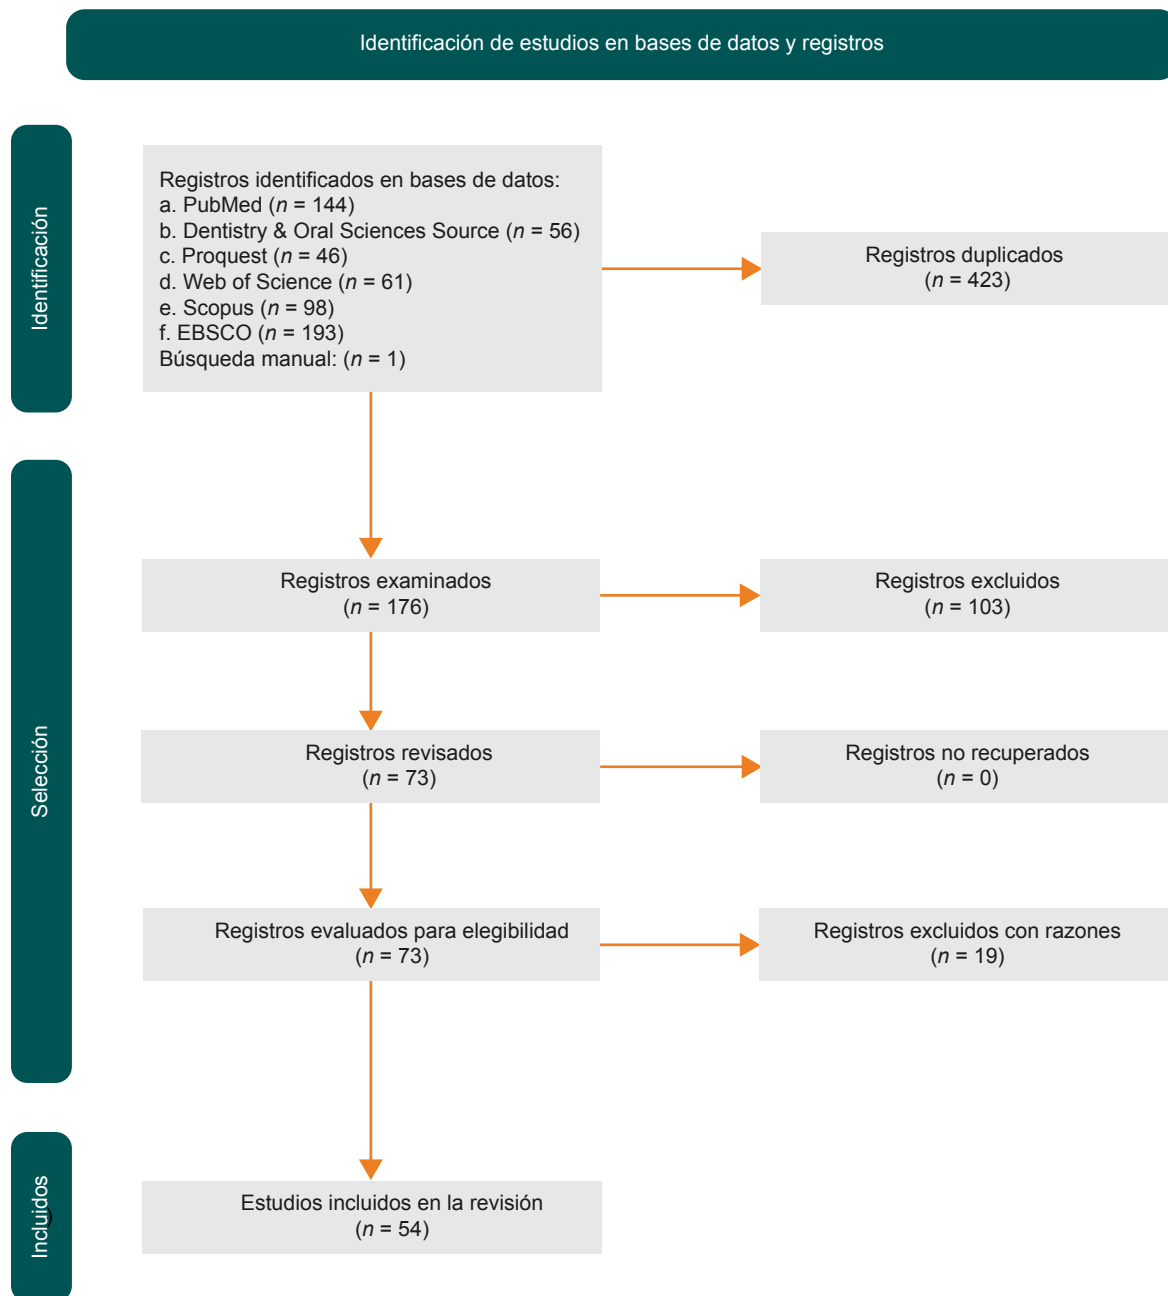 Identificación de estudios en bases de datos y registros
Identificación
Registros identificados en bases de datos:
a. PubMed (n = 144)
b. Dentistry & Oral Sciences Source (n = 56)
c. Proquest (n = 46)
d. Web of Science (n = 61)
e. Scopus (n = 98)
f. EBSCO (n = 193)
Búsqueda manual: (n = 1)
Registros duplicados
(n = 423)
Selección
Registros examinados
(n = 176)
Registros excluidos
(n = 103)
Registros revisados
(n = 73)
Registros no recuperados
(n = 0)
Registros evaluados para elegibilidad
(n = 73)
Registros excluidos con razones
(n = 19)
Incluidos
Estudios incluidos en la revisión
(n = 54)